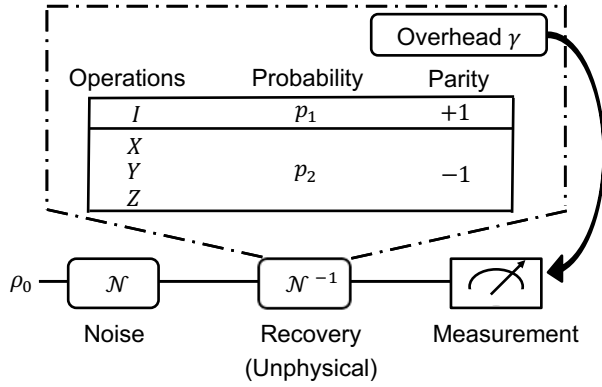 Overhead γ
Operations Probability Parity
I p₁ +1
X
Y p₂ −1
Z
ρ₀ 𝒩 𝒩⁻¹
Noise Recovery Measurement
(Unphysical)